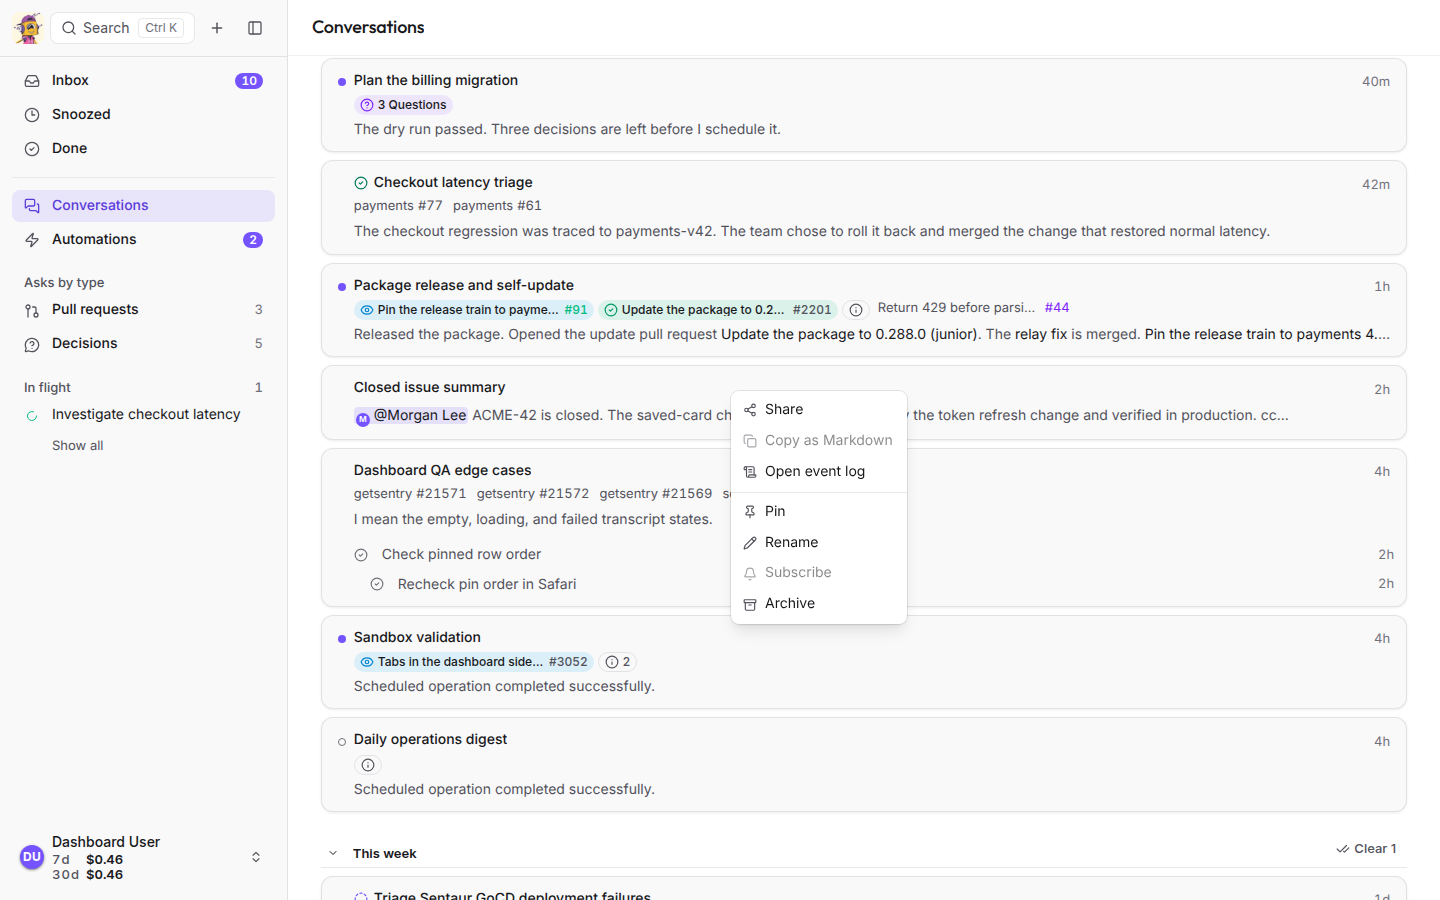 Search Ctrl K
Conversations
Inbox 10
Snoozed
Done
Conversations
Automations 2
Asks by type
Pull requests 3
Decisions 5
In flight 1
Investigate checkout latency
Show all
DU
Dashboard User
7d $0.46
30d $0.46
Plan the billing migration 40m
3 Questions
The dry run passed. Three decisions are left before I schedule it.
Checkout latency triage 42m
payments #77 payments #61
The checkout regression was traced to payments-v42. The team chose to roll it back and merged the change that restored normal latency.
Package release and self-update 1h
Pin the release train to payme... #91 Update the package to 0.2... #2201 Return 429 before parsi... #44
Released the package. Opened the update pull request Update the package to 0.288.0 (junior). The relay fix is merged. Pin the release train to payments 4....
Closed issue summary 2h
M @Morgan Lee ACME-42 is closed. The saved-card ch the token refresh change and verified in production. cc...
Dashboard QA edge cases 4h
getsentry #21571 getsentry #21572 getsentry #21569
I mean the empty, loading, and failed transcript states.
Check pinned row order 2h
Recheck pin order in Safari 2h
Share
Copy as Markdown
Open event log
Pin
Rename
Subscribe
Archive
Sandbox validation 4h
Tabs in the dashboard side... #3052 2
Scheduled operation completed successfully.
Daily operations digest 4h
Scheduled operation completed successfully.
This week Clear 1
Triage Sentaur GoCD deployment failures 1d